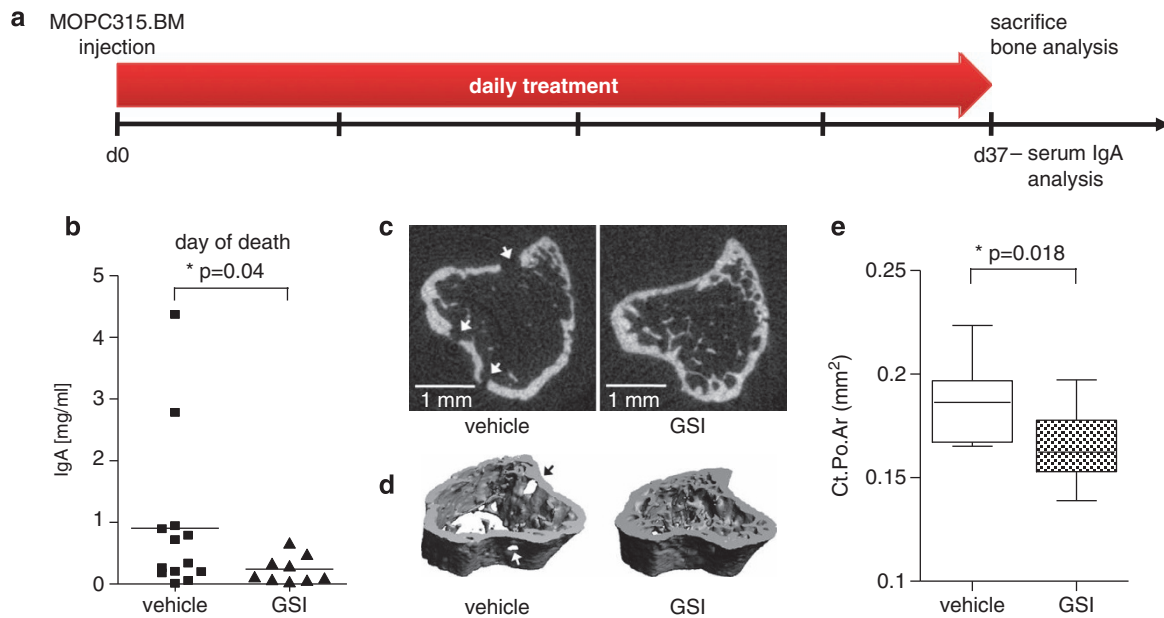 a
MOPC315.BM
injection
sacrifice
bone analysis
daily treatment
d0
d37 – serum IgA
analysis
b
day of death
* p=0.04
IgA [mg/ml]
5
4
3
2
1
0
vehicle
GSI
c
1 mm
1 mm
vehicle
GSI
d
vehicle
GSI
e
* p=0.018
Ct.Po.Ar (mm²)
0.25
0.2
0.15
0.1
vehicle
GSI